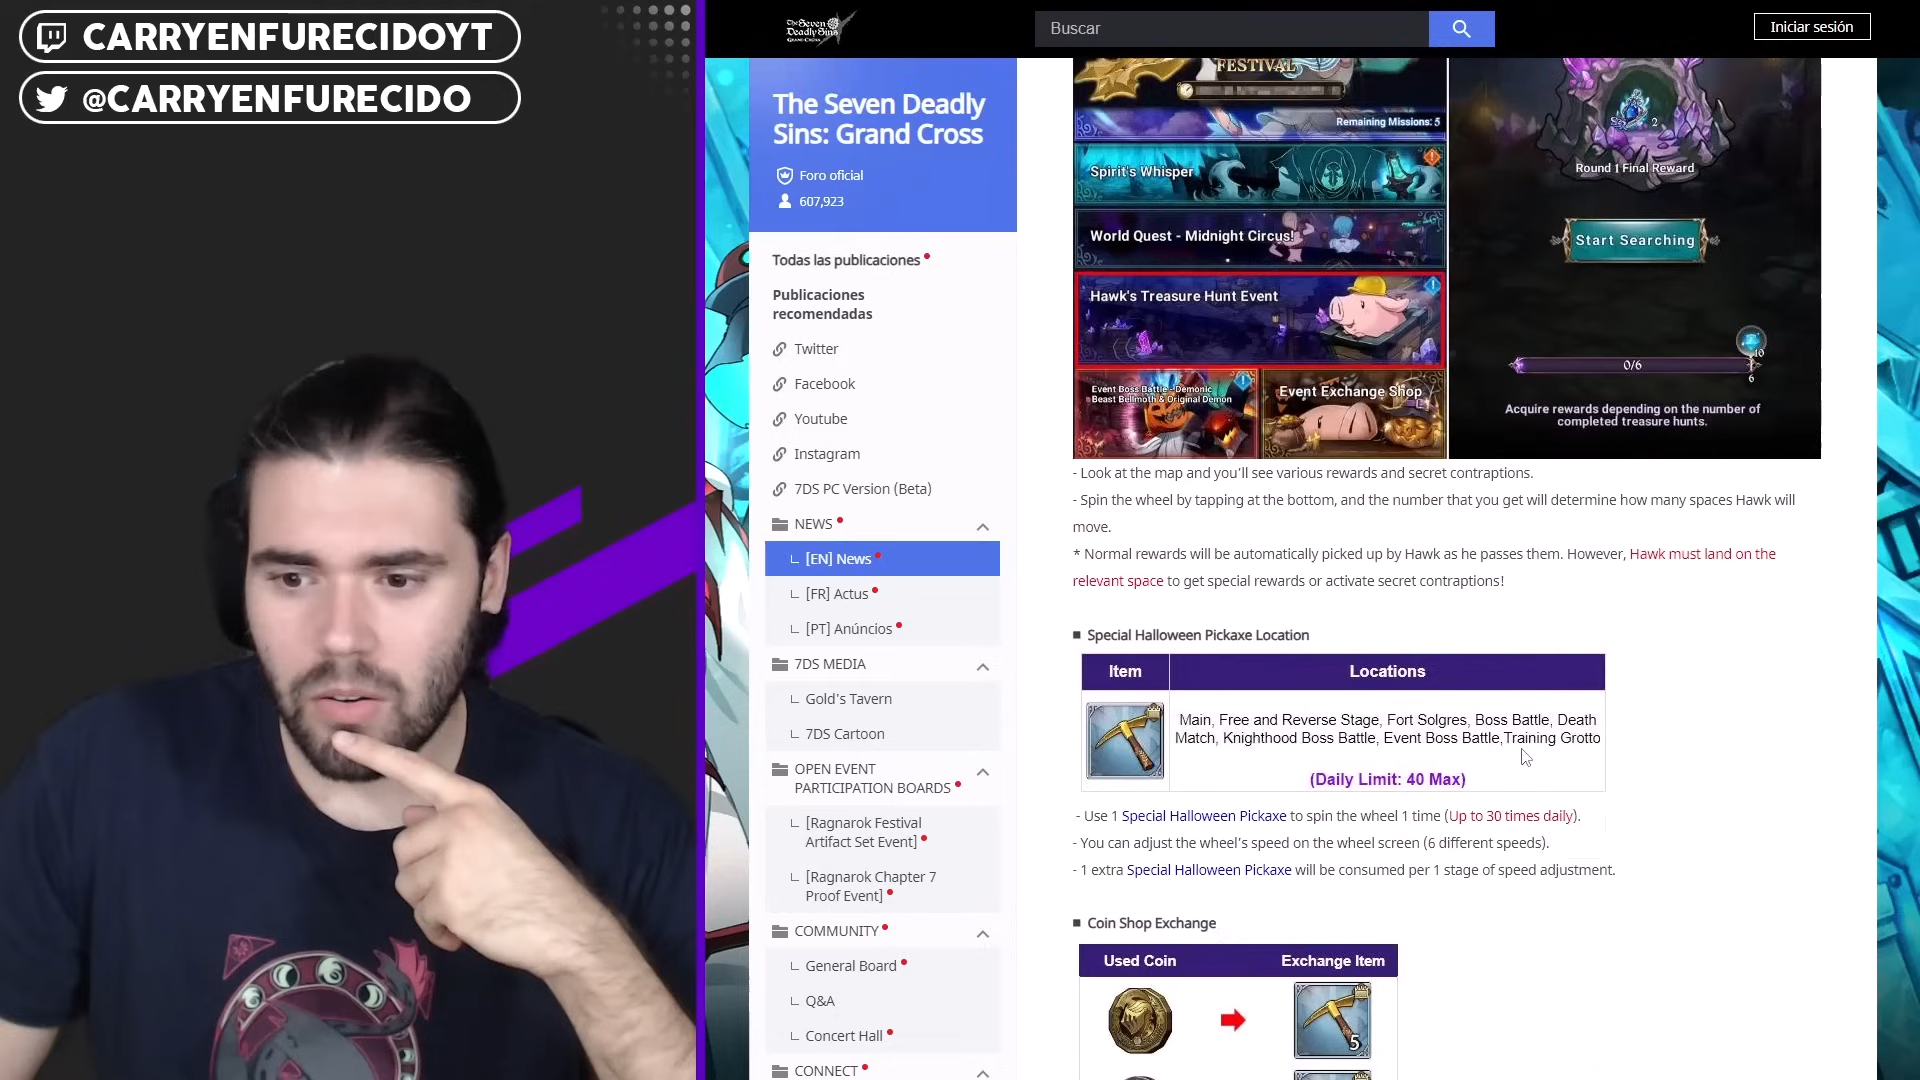 CARRYENFURECIDOYT
@CARRYENFURECIDO
The Seven
Deadly Sins
GRAND CROSS
Buscar
Iniciar sesión
The Seven Deadly
Sins: Grand Cross
Foro oficial
607,923
Todas las publicaciones
Publicaciones
recomendadas
Twitter
Facebook
Youtube
Instagram
7DS PC Version (Beta)
NEWS
[EN] News
[FR] Actus
[PT] Anúncios
7DS MEDIA
Gold's Tavern
7DS Cartoon
OPEN EVENT
PARTICIPATION BOARDS
[Ragnarok Festival
Artifact Set Event]
[Ragnarok Chapter 7
Proof Event]
COMMUNITY
General Board
Q&A
Concert Hall
CONNECT
FESTIVAL
Remaining Missions: 5
Spirit's Whisper
World Quest - Midnight Circus!
Hawk's Treasure Hunt Event
Event Boss Battle - Demonic
Beast Bellmoth & Original Demon
Event Exchange Shop
2
Round 1 Final Reward
Start Searching
10
0/6
6
Acquire rewards depending on the number of
completed treasure hunts.
- Look at the map and you'll see various rewards and secret contraptions.
- Spin the wheel by tapping at the bottom, and the number that you get will determine how many spaces Hawk will
move.
* Normal rewards will be automatically picked up by Hawk as he passes them. However, Hawk must land on the
relevant space to get special rewards or activate secret contraptions!
■ Special Halloween Pickaxe Location
Item Locations
Main, Free and Reverse Stage, Fort Solgres, Boss Battle, Death
Match, Knighthood Boss Battle, Event Boss Battle,Training Grotto
(Daily Limit: 40 Max)
- Use 1 Special Halloween Pickaxe to spin the wheel 1 time (Up to 30 times daily).
- You can adjust the wheel's speed on the wheel screen (6 different speeds).
- 1 extra Special Halloween Pickaxe will be consumed per 1 stage of speed adjustment.
■ Coin Shop Exchange
Used Coin Exchange Item
5